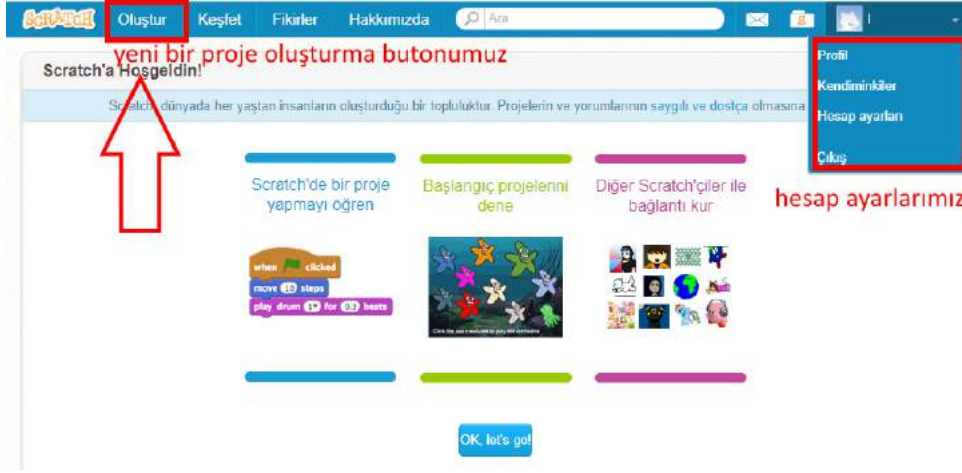 SCRATCH Oluştur Keşfet Fikirler Hakkımızda Ara
yeni bir proje oluşturma butonumuz
Scratch'a Hoşgeldin!
Scratch, dünyada her yaştan insanların oluşturduğu bir topluluktur. Projelerin ve yorumlarının saygılı ve dostça olmasına
Profil
Kendiminkiler
Hesap ayarları
Çıkış
hesap ayarlarımız
Scratch'de bir proje
yapmayı öğren
Başlangıç projelerini
dene
Diğer Scratch'çiler ile
bağlantı kur
when clicked
move 10 steps
play drum 1 for 0.2 beats
OK, let's go!